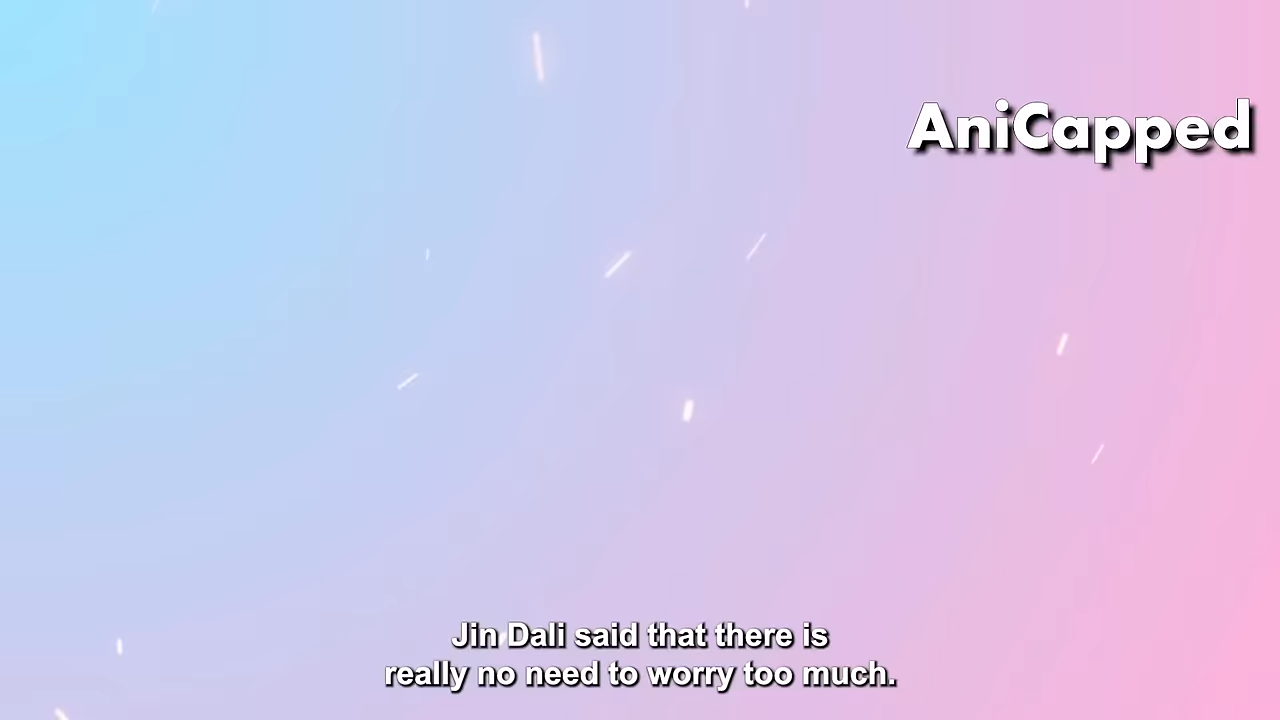 AniCapped
Jin Dali said that there is
really no need to worry too much.